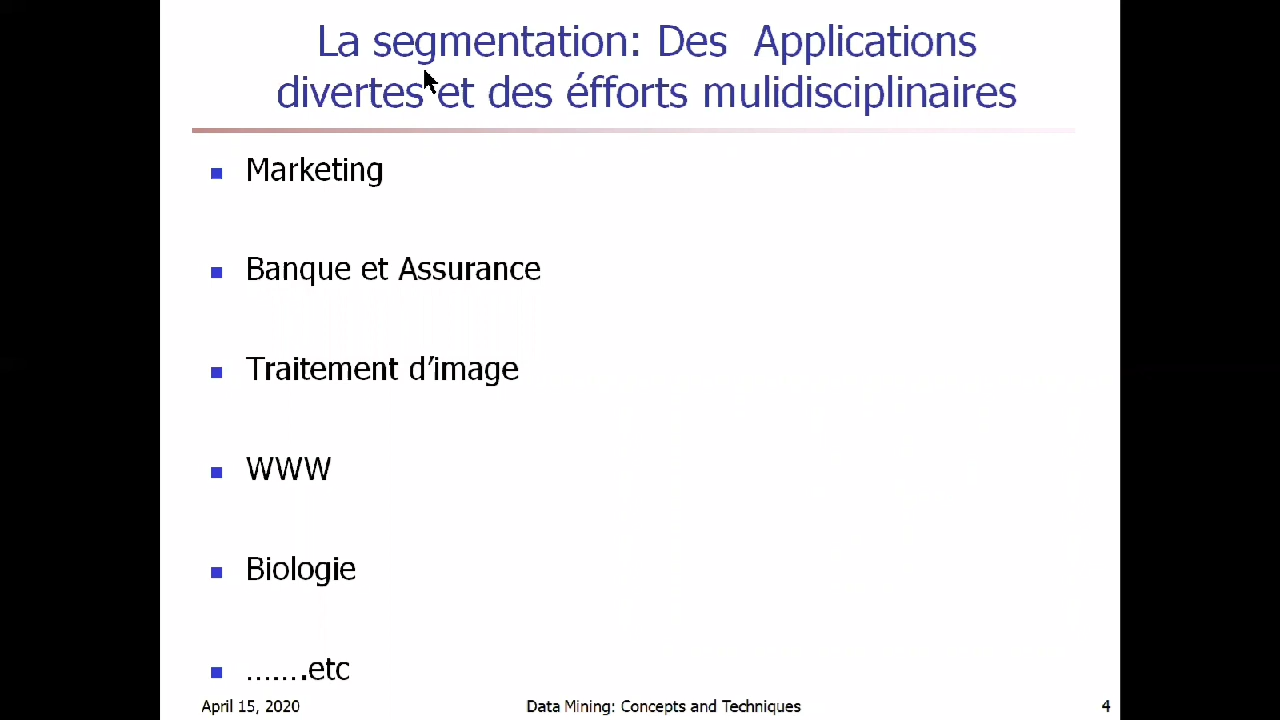 La segmentation: Des Applications
divertes et des éfforts mulidisciplinaires
Marketing
Banque et Assurance
Traitement d’image
WWW
Biologie
…….etc
April 15, 2020
Data Mining: Concepts and Techniques
4